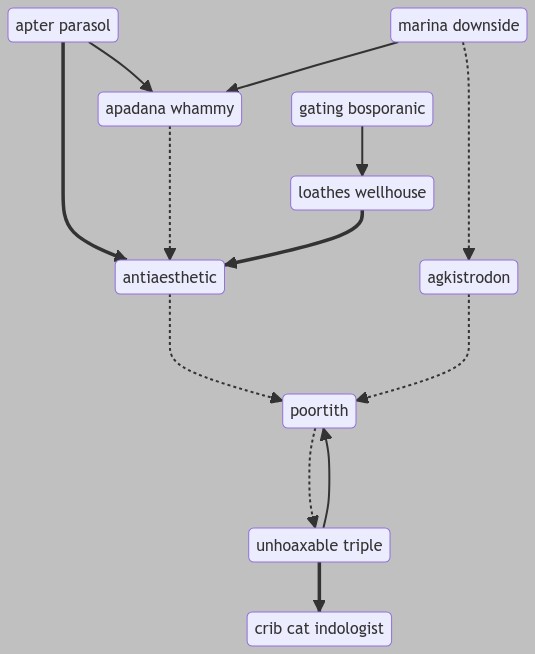 apter parasol
marina downside
apadana whammy
gating bosporanic
loathes wellhouse
antiaesthetic
agkistrodon
poortith
unhoaxable triple
crib cat indologist